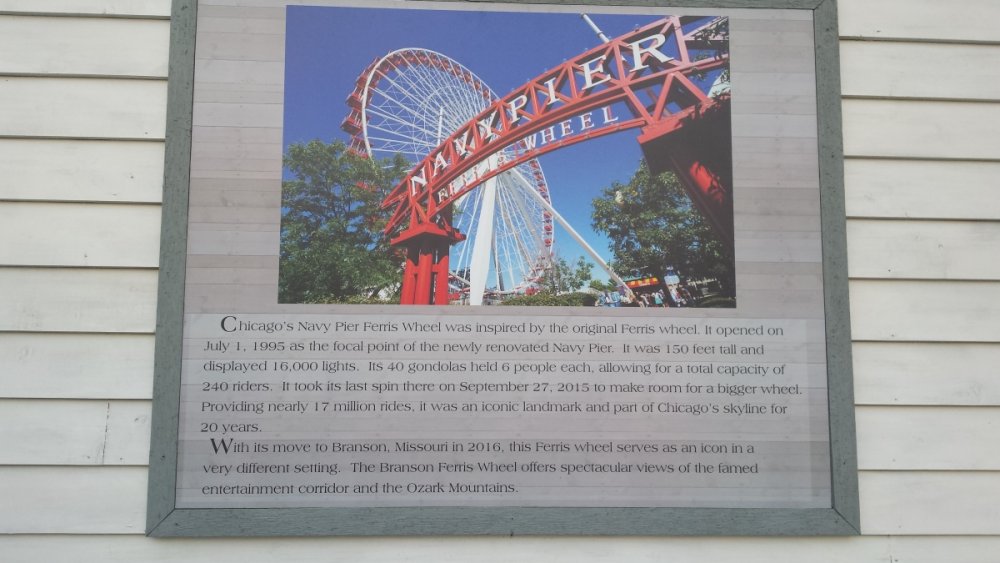 NAVY PIER
FERRIS WHEEL
Chicago's Navy Pier Ferris Wheel was inspired by the original Ferris wheel. It opened on
July 1, 1995 as the focal point of the newly renovated Navy Pier. It was 150 feet tall and
displayed 16,000 lights. Its 40 gondolas held 6 people each, allowing for a total capacity of
240 riders. It took its last spin there on September 27, 2015 to make room for a bigger wheel.
Providing nearly 17 million rides, it was an iconic landmark and part of Chicago's skyline for
20 years.
With its move to Branson, Missouri in 2016, this Ferris wheel serves as an icon in a
very different setting. The Branson Ferris Wheel offers spectacular views of the famed
entertainment corridor and the Ozark Mountains.